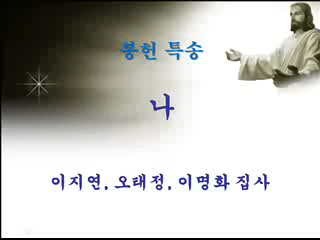 봉헌 특송
나
이지연, 오태정, 이명화 집사